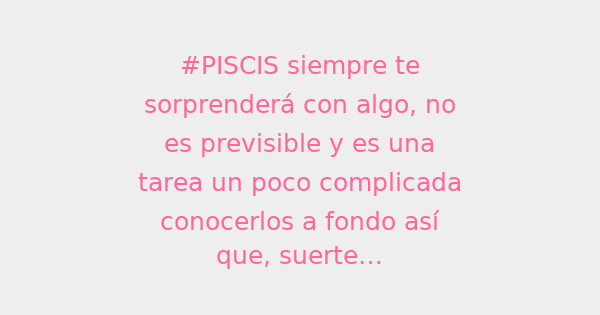 #PISCIS siempre te
sorprenderá con algo, no
es previsible y es una
tarea un poco complicada
conocerlos a fondo así
que, suerte...